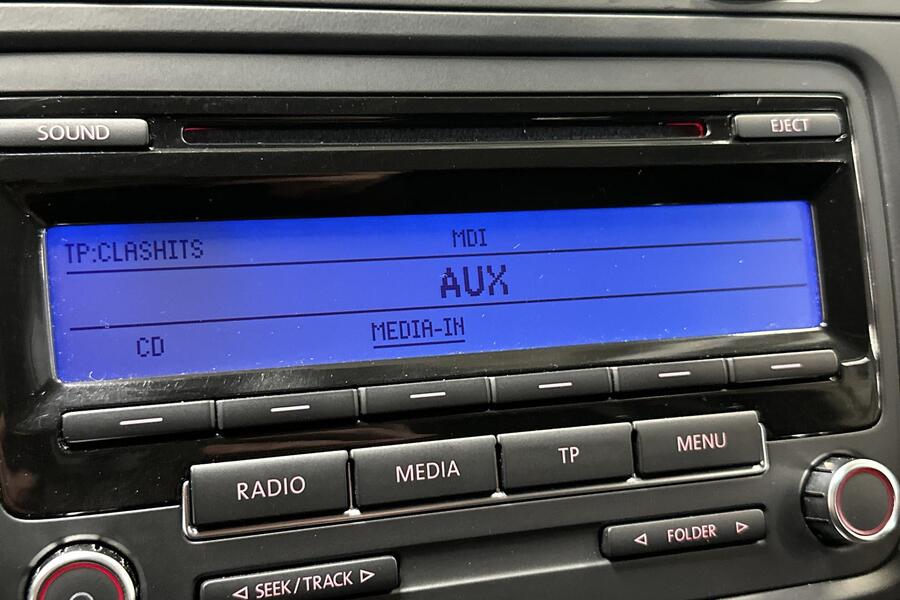 SOUND
EJECT
TP:CLASHITS
MDI
AUX
CD
MEDIA-IN
RADIO
MEDIA
TP
MENU
SEEK/TRACK
FOLDER